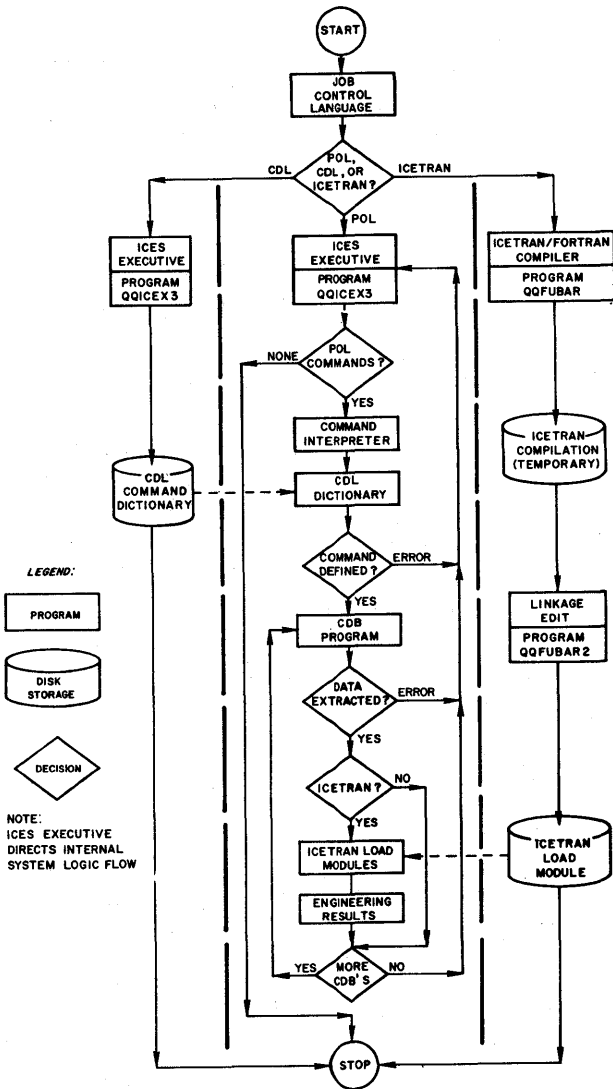 START
JOB
CONTROL
LANGUAGE
POL,
CDL, OR
ICETRAN?
CDL
ICETRAN
POL
ICES
EXECUTIVE
PROGRAM
QQICEX3
ICES
EXECUTIVE
PROGRAM
QQICEX3
ICETRAN/FORTRAN
COMPILER
PROGRAM
QQFUBAR
POL
COMMANDS?
NONE
YES
COMMAND
INTERPRETER
ICETRAN
COMPILATION
(TEMPORARY)
CDL
COMMAND
DICTIONARY
CDL
DICTIONARY
COMMAND
DEFINED?
ERROR
YES
LEGEND:
PROGRAM
DISK
STORAGE
DECISION
NOTE:
ICES EXECUTIVE
DIRECTS INTERNAL
SYSTEM LOGIC FLOW
CDB
PROGRAM
LINKAGE
EDIT
PROGRAM
QQFUBAR2
DATA
EXTRACTED?
ERROR
YES
ICETRAN?
NO
YES
ICETRAN LOAD
MODULES
ICETRAN
LOAD
MODULE
ENGINEERING
RESULTS
YES
MORE
CDB'S
NO
STOP